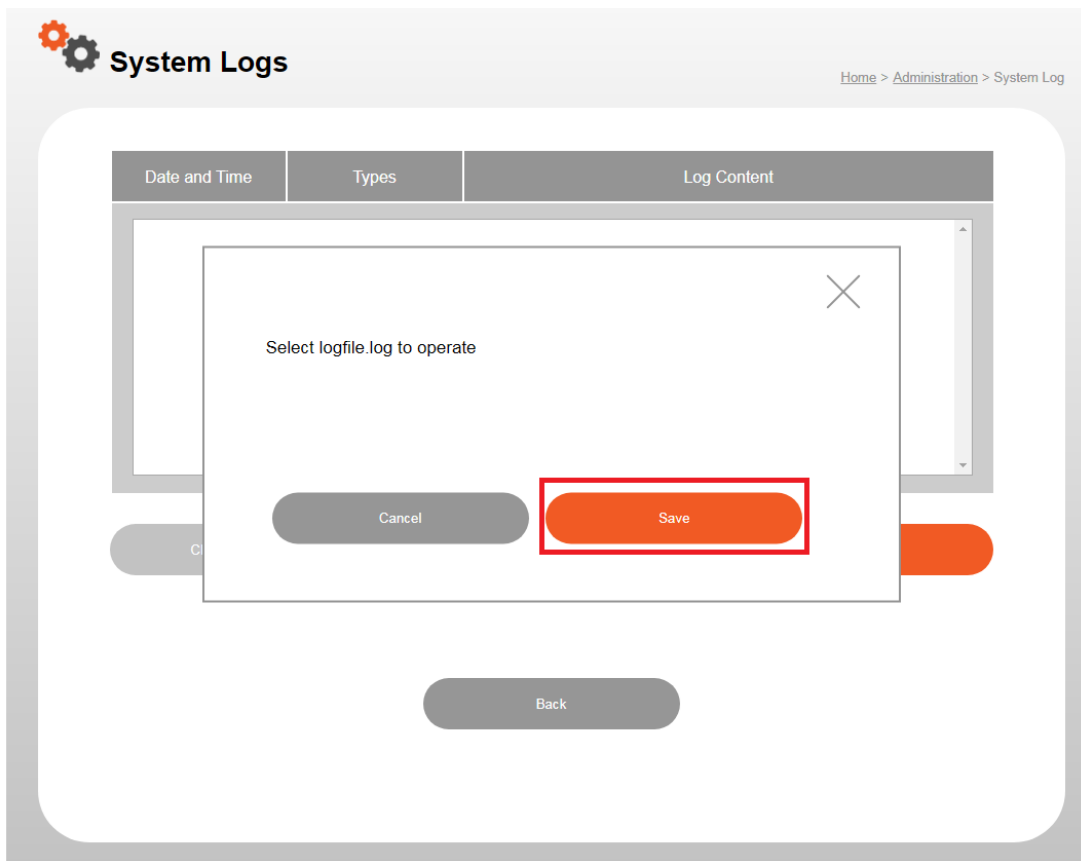 System Logs
Home > Administration > System Log
Date and Time Types Log Content
Select logfile.log to operate
Cancel Save
Back